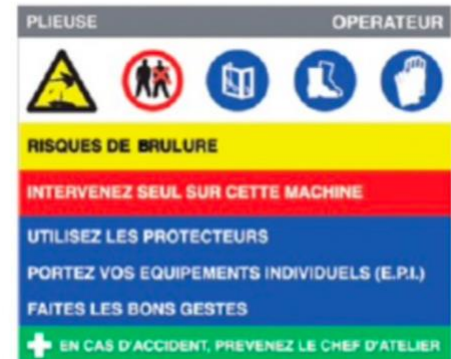 PLIEUSE OPERATEUR
RISQUES DE BRULURE
INTERVENEZ SEUL SUR CETTE MACHINE
UTILISEZ LES PROTECTEURS
PORTEZ VOS EQUIPEMENTS INDIVIDUELS (E.P.I.)
FAITES LES BONS GESTES
EN CAS D'ACCIDENT, PREVENEZ LE CHEF D'ATELIER